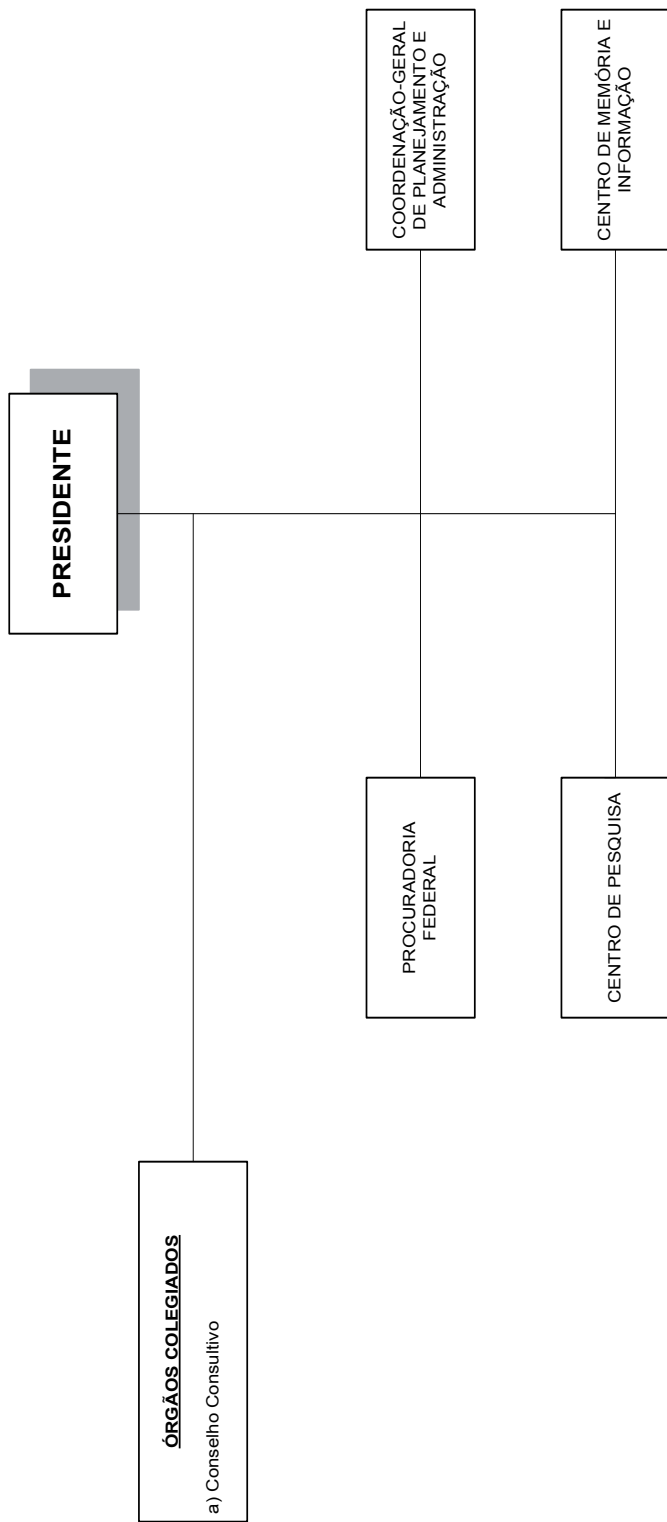 PRESIDENTE
ÓRGÃOS COLEGIADOS
a) Conselho Consultivo
PROCURADORIA
FEDERAL
COORDENAÇÃO-GERAL
DE PLANEJAMENTO E
ADMINISTRAÇÃO
CENTRO DE PESQUISA
CENTRO DE MEMÓRIA E
INFORMAÇÃO